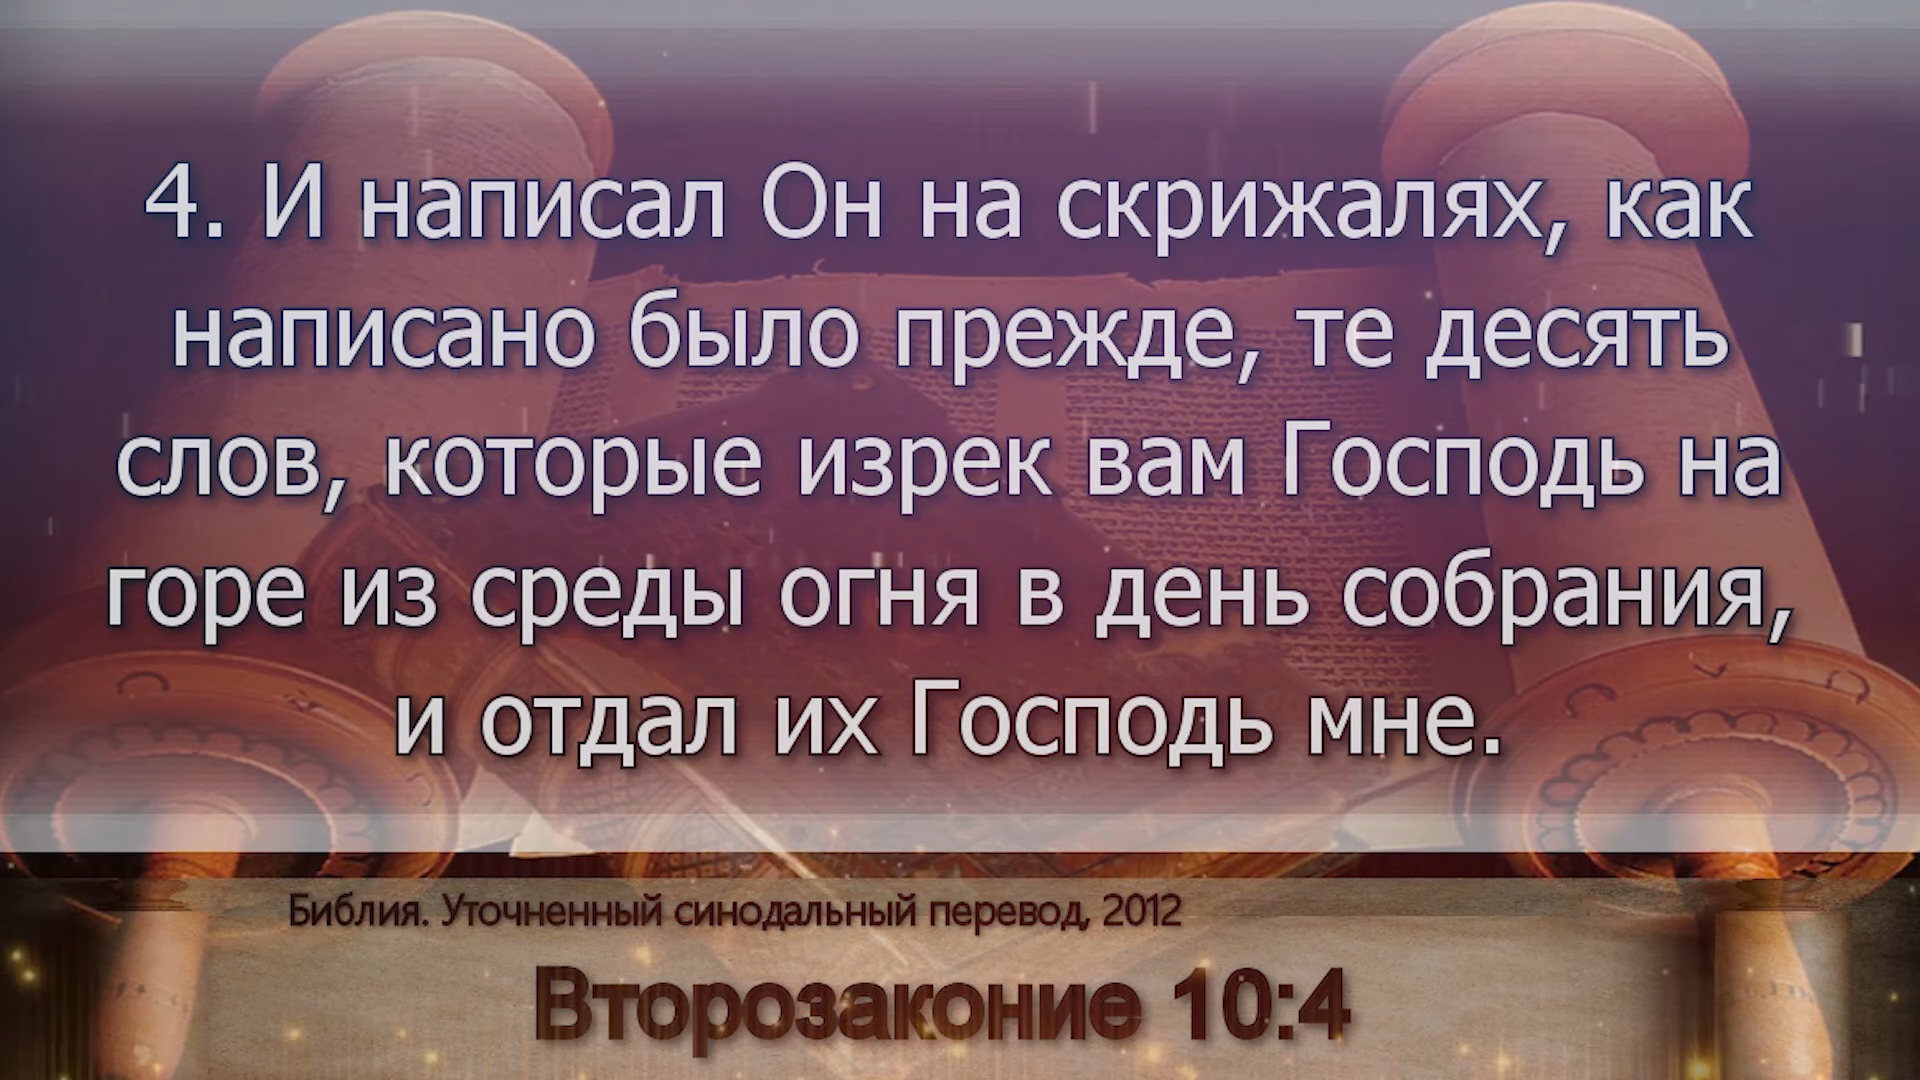 4. И написал Он на скрижалях, как
написано было прежде, те десять
слов, которые изрек вам Господь на
горе из среды огня в день собрания,
и отдал их Господь мне.
Библия. Уточненный синодальный перевод, 2012
Второзаконие 10:4